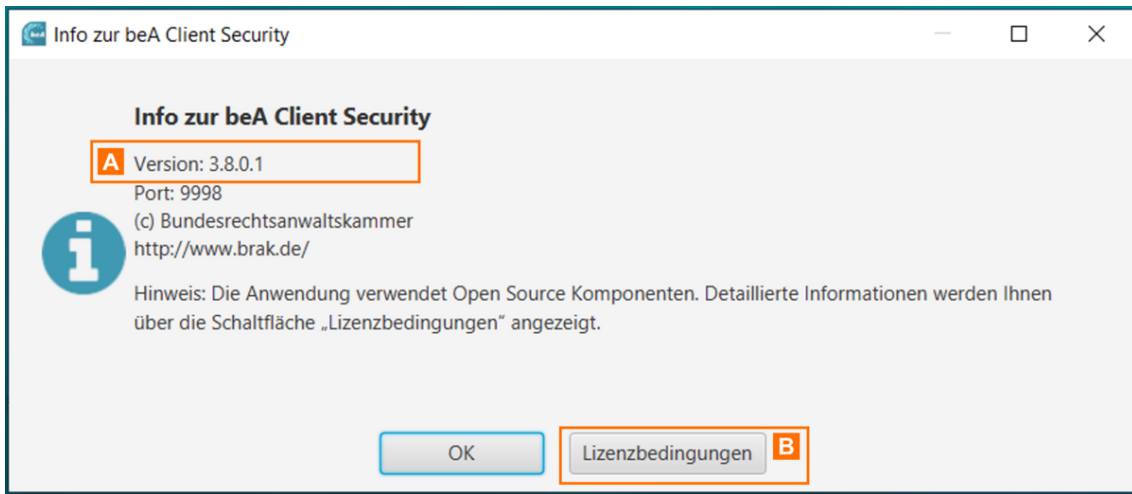 beA Info zur beA Client Security
Info zur beA Client Security
A Version: 3.8.0.1
Port: 9998
(c) Bundesrechtsanwaltskammer
http://www.brak.de/
Hinweis: Die Anwendung verwendet Open Source Komponenten. Detaillierte Informationen werden Ihnen
über die Schaltfläche „Lizenzbedingungen“ angezeigt.
OK Lizenzbedingungen B